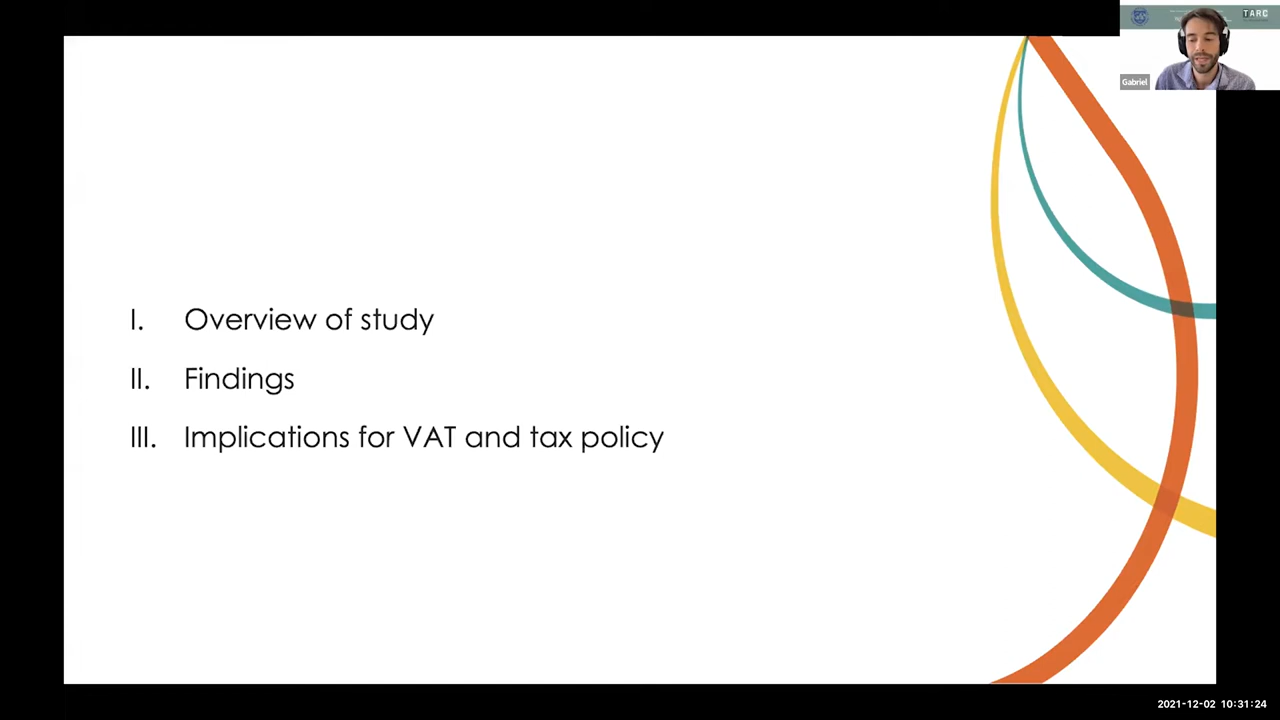 TARC
Gabriel
I. Overview of study
II. Findings
III. Implications for VAT and tax policy
2021-12-02 10:31:24